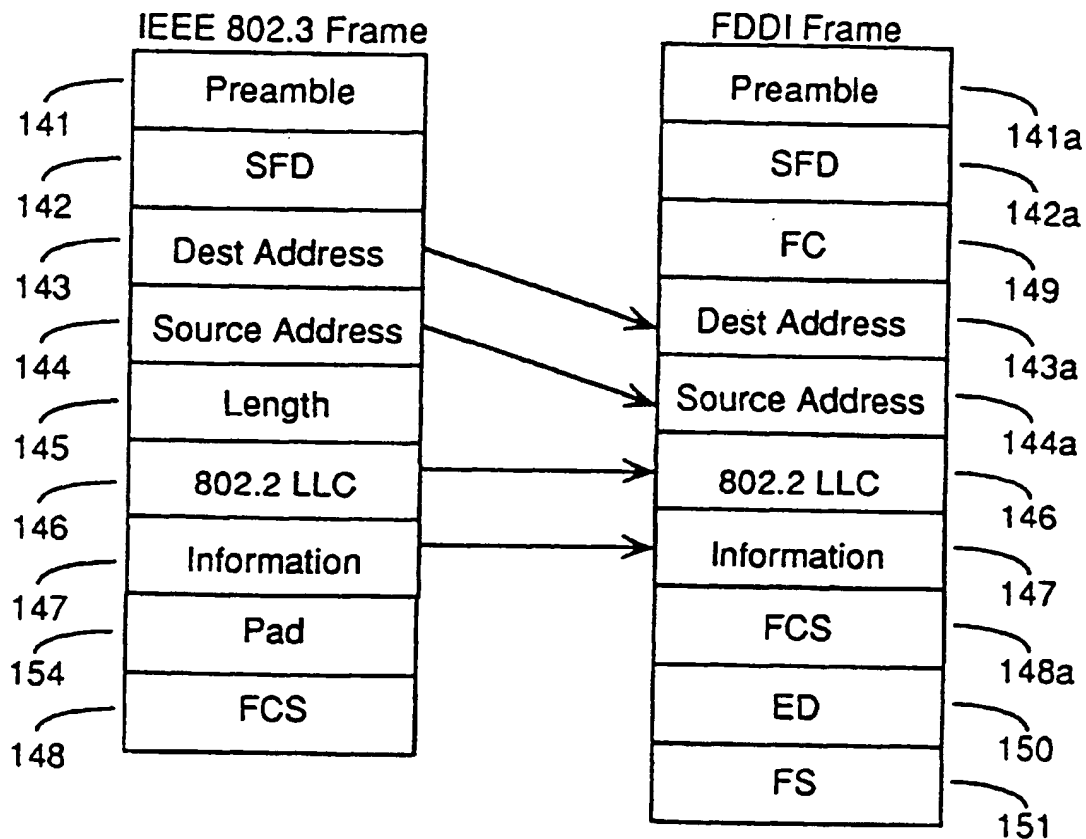 IEEE 802.3 Frame
Preamble
141
SFD
142
Dest Address
143
Source Address
144
Length
145
802.2 LLC
146
Information
147
Pad
154
FCS
148
FDDI Frame
Preamble
141a
SFD
142a
FC
149
Dest Address
143a
Source Address
144a
802.2 LLC
146
Information
147
FCS
148a
ED
150
FS
151